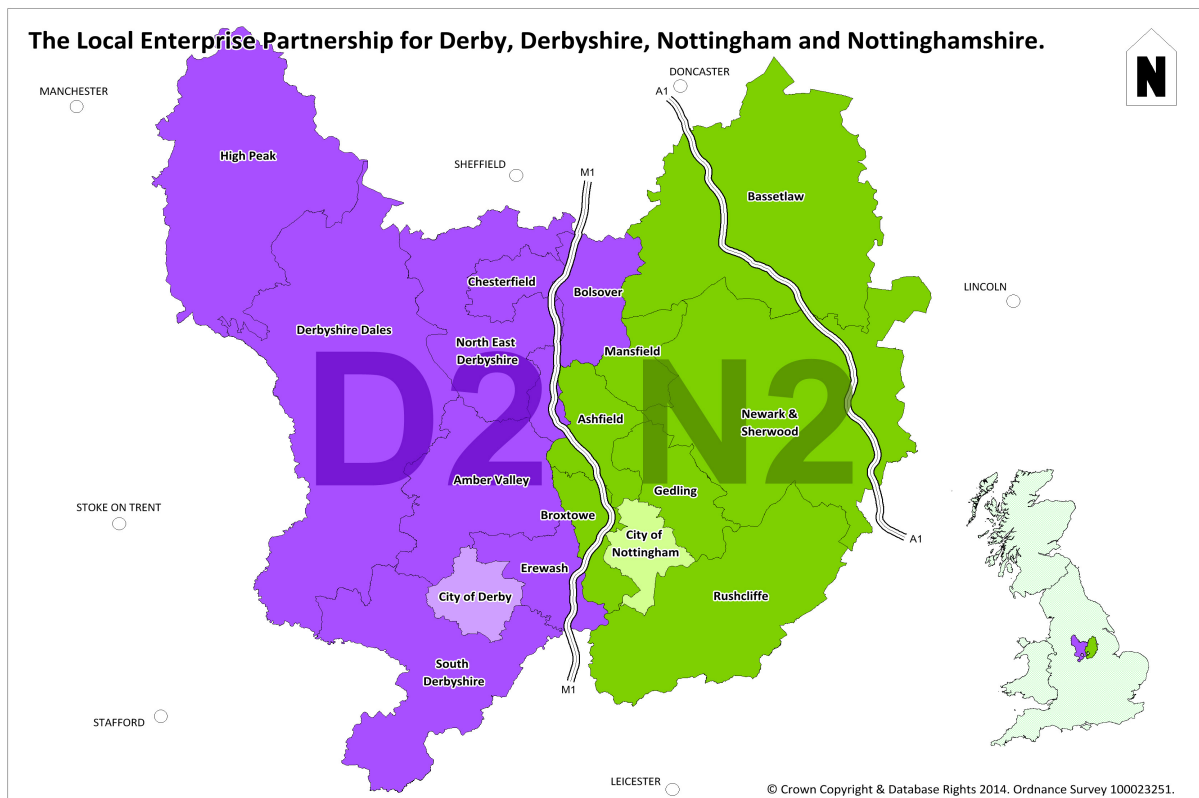 The Local Enterprise Partnership for Derby, Derbyshire, Nottingham and Nottinghamshire.
N
DONCASTER
MANCHESTER
A1
High Peak
SHEFFIELD
M1
Bassetlaw
Chesterfield
Bolsover
LINCOLN
Derbyshire Dales
North East
Derbyshire
Mansfield
D2 N2
Ashfield
Newark &
Sherwood
Amber Valley
Gedling
STOKE ON TRENT
Broxtowe
City of
Nottingham
A1
Erewash
City of Derby
Rushcliffe
South
Derbyshire
M1
STAFFORD
LEICESTER
© Crown Copyright & Database Rights 2014. Ordnance Survey 100023251.